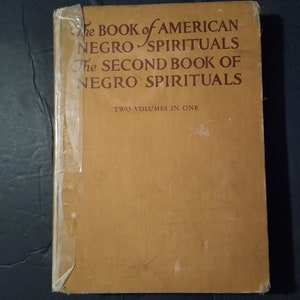 The BOOK of AMERICAN
NEGRO SPIRITUALS
The SECOND BOOK OF
NEGRO SPIRITUALS
TWO VOLUMES IN ONE